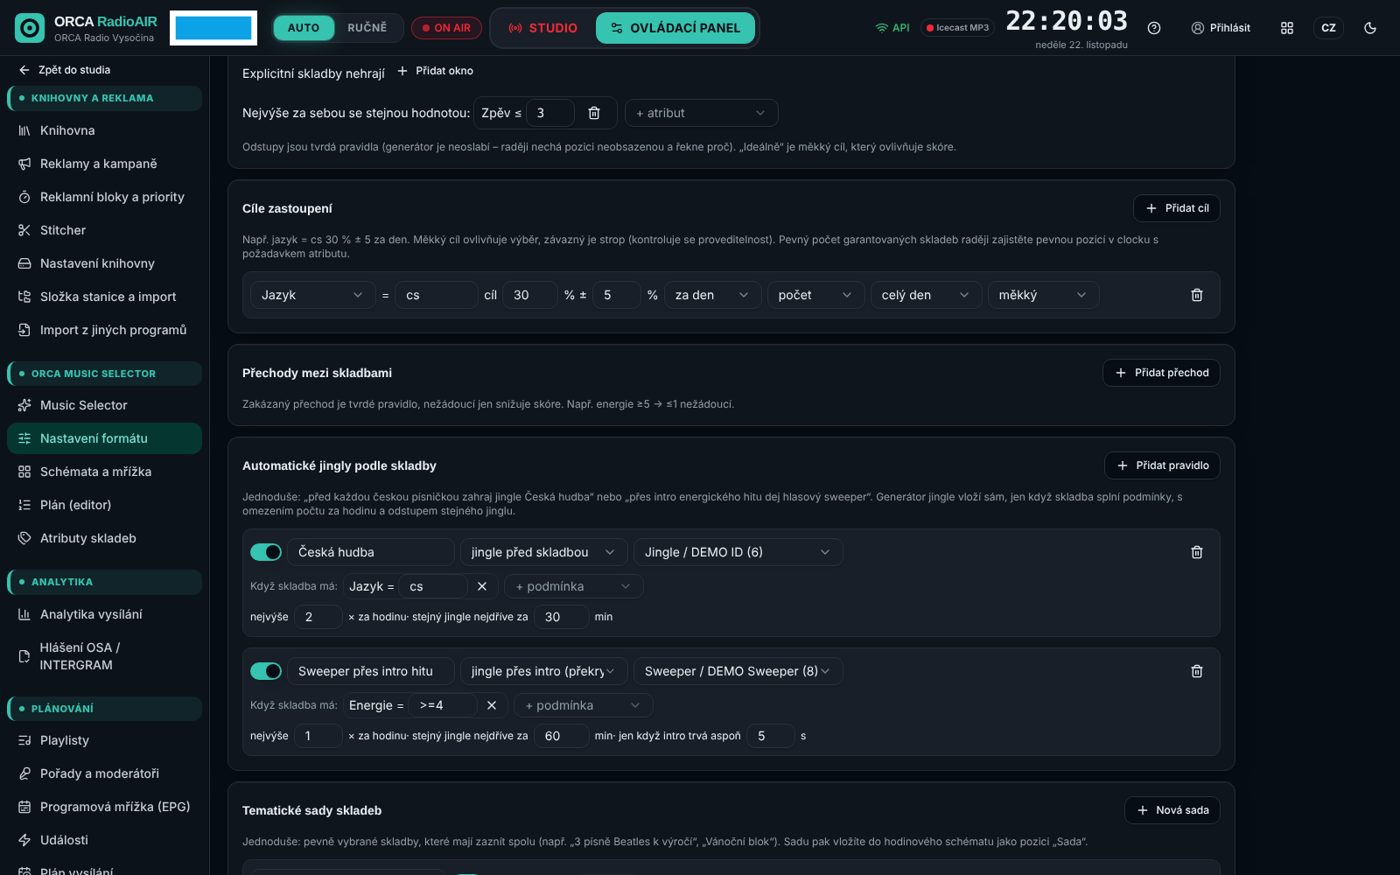 ORCA RadioAIR
ORCA Radio Vysočina
AUTO
RUČNĚ
ON AIR
STUDIO
OVLÁDACÍ PANEL
API
Icecast MP3
22:20:03
neděle 22. listopadu
Přihlásit
CZ
Zpět do studia
KNIHOVNY A REKLAMA
Knihovna
Reklamy a kampaně
Reklamní bloky a priority
Stitcher
Nastavení knihovny
Složka stanice a import
Import z jiných programů
ORCA MUSIC SELECTOR
Music Selector
Nastavení formátu
Schémata a mřížka
Plán (editor)
Atributy skladeb
ANALYTIKA
Analytika vysílání
Hlášení OSA /
INTERGRAM
PLÁNOVÁNÍ
Playlisty
Pořady a moderátoři
Programová mřížka (EPG)
Události
Plán vysílání
Explicitní skladby nehrají
Přidat okno
Nejvýše za sebou se stejnou hodnotou: Zpěv ≤ 3 + atribut
Odstupy jsou tvrdá pravidla (generátor je neoslabí – raději nechá pozici neobsazenou a řekne proč). „Ideálně“ je měkký cíl, který ovlivňuje skóre.
Cíle zastoupení
Přidat cíl
Např. jazyk = cs 30 % ± 5 za den. Měkký cíl ovlivňuje výběr, závazný je strop (kontroluje se proveditelnost). Pevný počet garantovaných skladeb raději zajistěte pevnou pozicí v clocku s
požadavkem atributu.
Jazyk = cs cíl 30 % ± 5 % za den počet celý den měkký
Přechody mezi skladbami
Přidat přechod
Zakázaný přechod je tvrdé pravidlo, nežádoucí jen snižuje skóre. Např. energie ≥5 → ≤1 nežádoucí.
Automatické jingly podle skladby
Přidat pravidlo
Jednoduše: „před každou českou písničkou zahraj jingle Česká hudba“ nebo „přes intro energického hitu dej hlasový sweeper“. Generátor jingle vloží sám, jen když skladba splní podmínky, s
omezením počtu za hodinu a odstupem stejného jinglu.
Česká hudba jingle před skladbou Jingle / DEMO ID (6)
Když skladba má: Jazyk = cs + podmínka
nejvýše 2 × za hodinu· stejný jingle nejdříve za 30 min
Sweeper přes intro hitu jingle přes intro (překry Sweeper / DEMO Sweeper (8)
Když skladba má: Energie = >=4 + podmínka
nejvýše 1 × za hodinu· stejný jingle nejdříve za 60 min· jen když intro trvá aspoň 5 s
Tematické sady skladeb
Nová sada
Jednoduše: pevně vybrané skladby, které mají zaznít spolu (např. „3 písně Beatles k výročí“, „Vánoční blok“). Sadu pak vložíte do hodinového schématu jako pozici „Sada“.